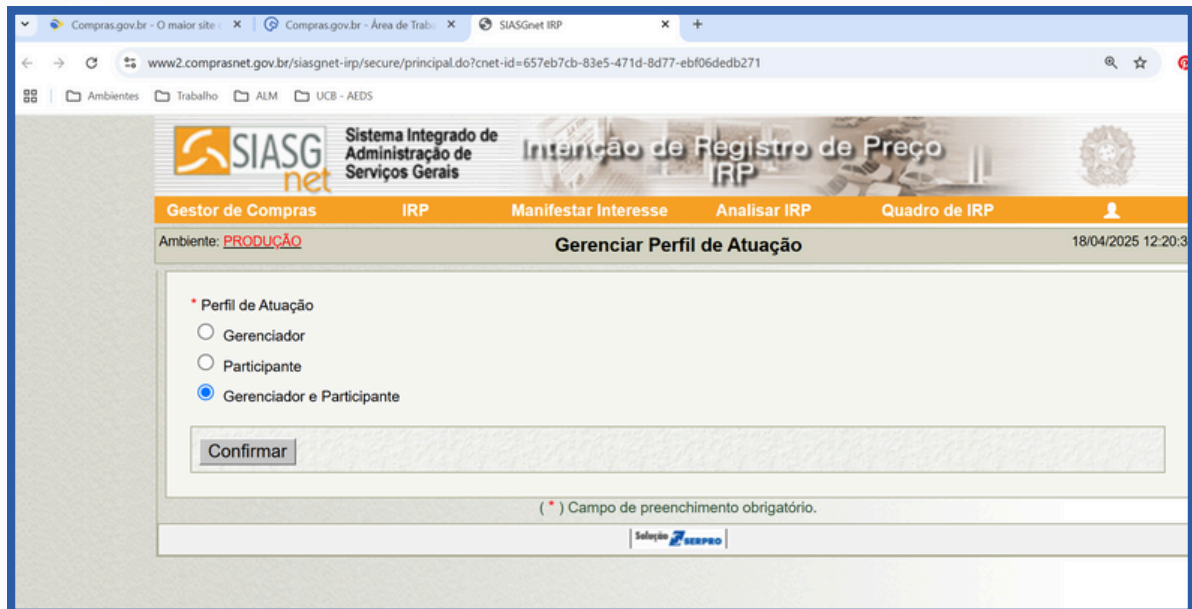 Compras.gov.br - O maior site
Compras.gov.br - Área de Trab
SIASGnet IRP
www2.comprasnet.gov.br/siasgnet-irp/secure/principal.do?cnet-id=657eb7cb-83e5-471d-8d77-ebf06dedb271
Ambientes Trabalho ALM UCB - AEDS
SIASG
net
Sistema Integrado de
Administração de
Serviços Gerais
Intenção de Registro de Preço
IRP
Gestor de Compras IRP Manifestar Interesse Analisar IRP Quadro de IRP
Ambiente: PRODUÇÃO Gerenciar Perfil de Atuação 18/04/2025 12:20:3
* Perfil de Atuação
Gerenciador
Participante
Gerenciador e Participante
Confirmar
( * ) Campo de preenchimento obrigatório.
Solução SERPRO